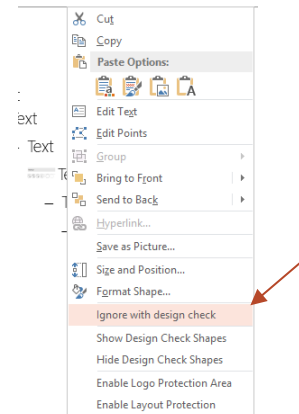 Cut
Copy
Paste Options:
ext
Edit Text
Edit Points
Text
Group
Bring to Front
Send to Back
Hyperlink...
Save as Picture...
Size and Position...
Format Shape...
Ignore with design check
Show Design Check Shapes
Hide Design Check Shapes
Enable Logo Protection Area
Enable Layout Protection